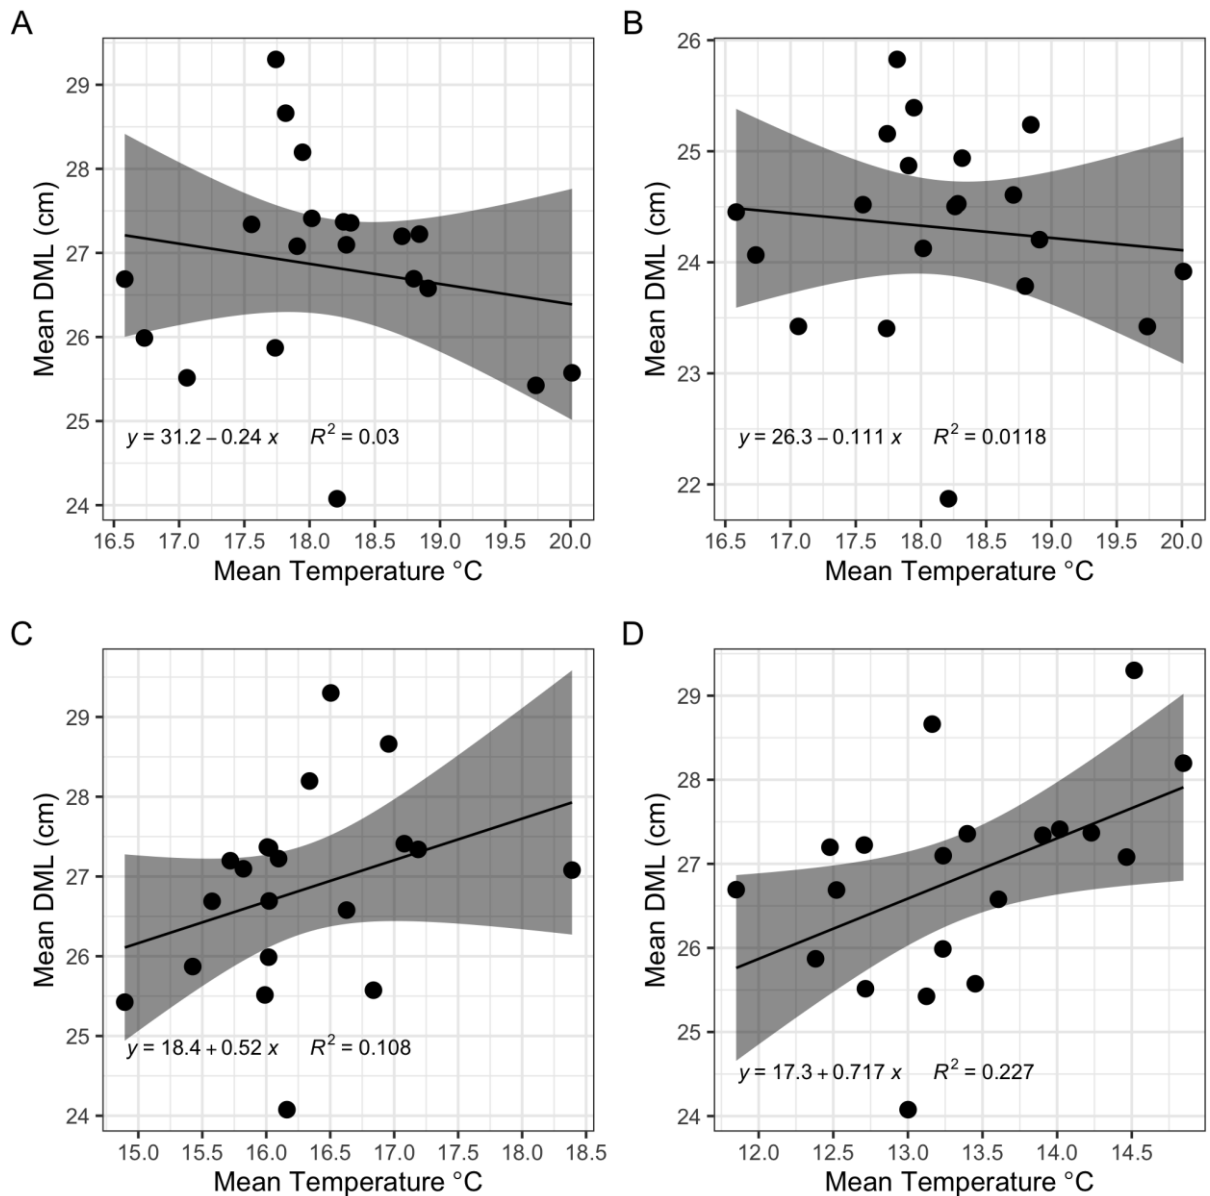 A
Mean DML (cm)
29
28
27
26
25
24
y = 31.2 − 0.24 x R² = 0.03
16.5 17.0 17.5 18.0 18.5 19.0 19.5 20.0
Mean Temperature °C
B
Mean DML (cm)
26
25
24
23
22
y = 26.3 − 0.111 x R² = 0.0118
16.5 17.0 17.5 18.0 18.5 19.0 19.5 20.0
Mean Temperature °C
C
Mean DML (cm)
29
28
27
26
25
24
y = 18.4 + 0.52 x R² = 0.108
15.0 15.5 16.0 16.5 17.0 17.5 18.0 18.5
Mean Temperature °C
D
Mean DML (cm)
29
28
27
26
25
24
y = 17.3 + 0.717 x R² = 0.227
12.0 12.5 13.0 13.5 14.0 14.5
Mean Temperature °C